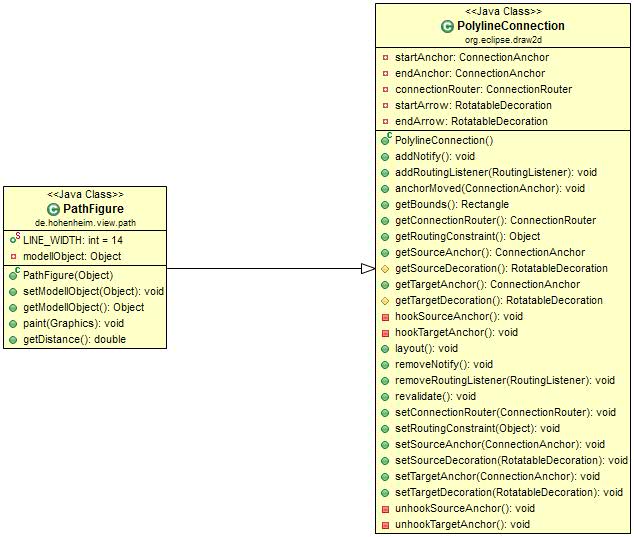 <<Java Class>>
PathFigure
de.hohenheim.view.path
LINE_WIDTH: int = 14
modellObject: Object
PathFigure(Object)
setModellObject(Object): void
getModellObject(): Object
paint(Graphics): void
getDistance(): double
<<Java Class>>
PolylineConnection
org.eclipse.draw2d
startAnchor: ConnectionAnchor
endAnchor: ConnectionAnchor
connectionRouter: ConnectionRouter
startArrow: RotatableDecoration
endArrow: RotatableDecoration
PolylineConnection()
addNotify(): void
addRoutingListener(RoutingListener): void
anchorMoved(ConnectionAnchor): void
getBounds(): Rectangle
getConnectionRouter(): ConnectionRouter
getRoutingConstraint(): Object
getSourceAnchor(): ConnectionAnchor
getSourceDecoration(): RotatableDecoration
getTargetAnchor(): ConnectionAnchor
getTargetDecoration(): RotatableDecoration
hookSourceAnchor(): void
hookTargetAnchor(): void
layout(): void
removeNotify(): void
removeRoutingListener(RoutingListener): void
revalidate(): void
setConnectionRouter(ConnectionRouter): void
setRoutingConstraint(Object): void
setSourceAnchor(ConnectionAnchor): void
setSourceDecoration(RotatableDecoration): void
setTargetAnchor(ConnectionAnchor): void
setTargetDecoration(RotatableDecoration): void
unhookSourceAnchor(): void
unhookTargetAnchor(): void